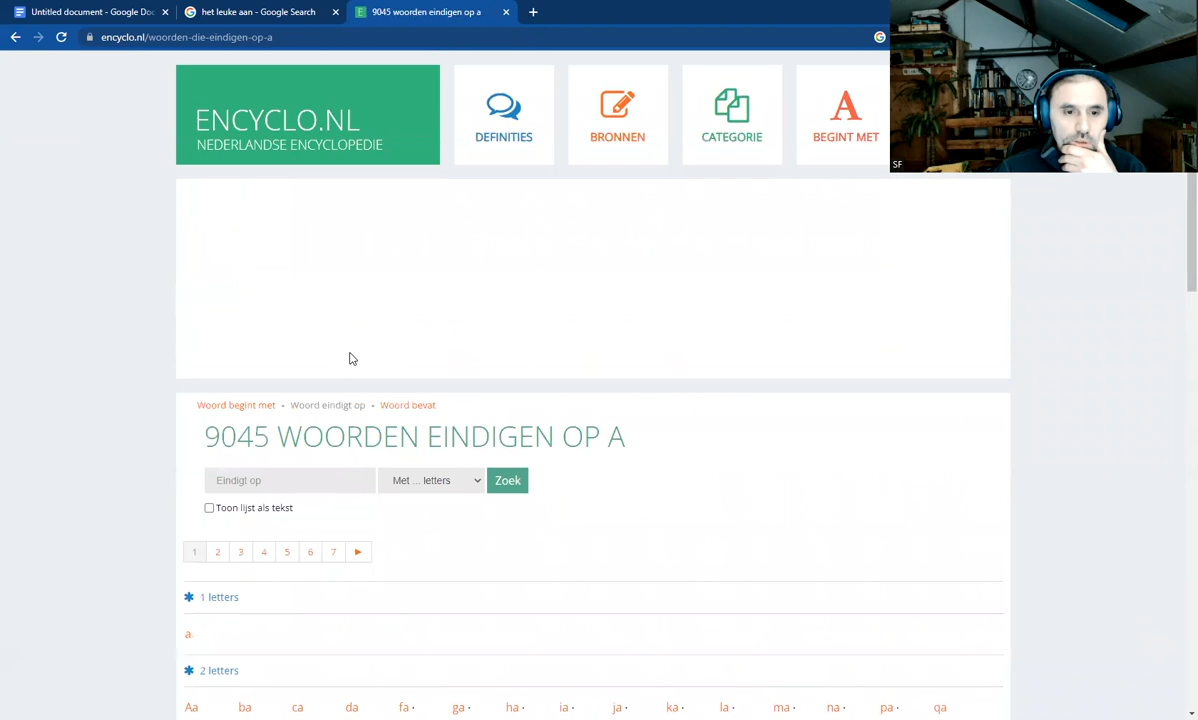 Untitled document - Google Doc
het leuke aan - Google Search
9045 woorden eindigen op a
encyclo.nl/woorden-die-eindigen-op-a
ENCYCLO.NL
NEDERLANDSE ENCYCLOPEDIE
DEFINITIES
BRONNEN
CATEGORIE
A
BEGINT MET
SF
Woord begint met - Woord eindigt op - Woord bevat
9045 WOORDEN EINDIGEN OP A
Eindigt op
Met ... letters
Zoek
Toon lijst als tekst
1 2 3 4 5 6 7
1 letters
a
2 letters
Aa ba ca da fa · ga · ha · ia · ja · ka · la · ma · na · pa · qa